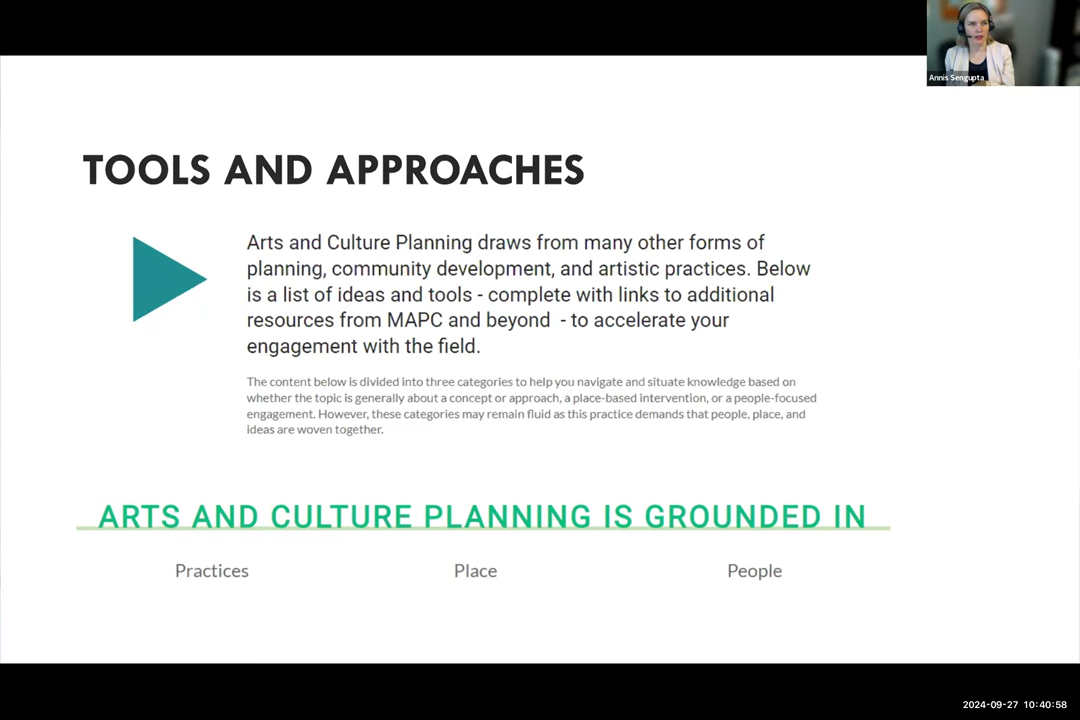 Annis Sengupta
TOOLS AND APPROACHES
Arts and Culture Planning draws from many other forms of
planning, community development, and artistic practices. Below
is a list of ideas and tools - complete with links to additional
resources from MAPC and beyond  - to accelerate your
engagement with the field.
The content below is divided into three categories to help you navigate and situate knowledge based on
whether the topic is generally about a concept or approach, a place-based intervention, or a people-focused
engagement. However, these categories may remain fluid as this practice demands that people, place, and
ideas are woven together.
ARTS AND CULTURE PLANNING IS GROUNDED IN
Practices Place People
2024-09-27 10:40:58